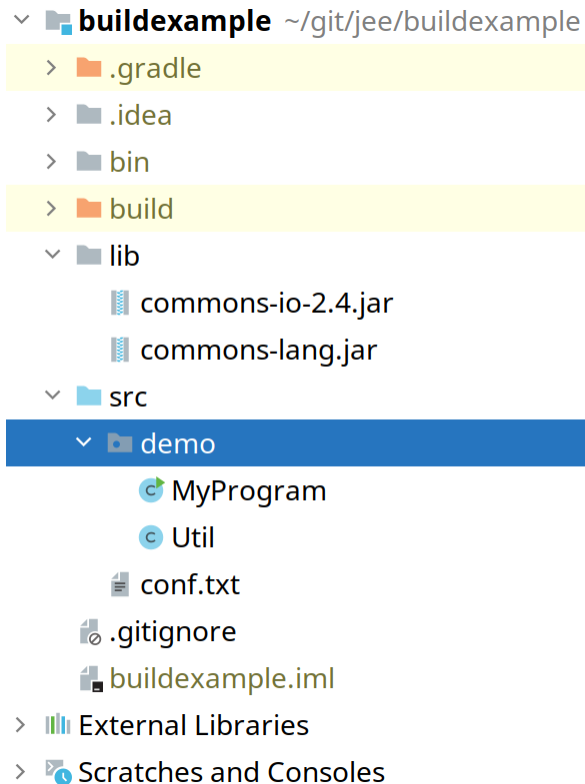 buildexample ~/git/jee/buildexample
.gradle
.idea
bin
build
lib
commons-io-2.4.jar
commons-lang.jar
src
demo
MyProgram
Util
conf.txt
.gitignore
buildexample.iml
External Libraries
Scratches and Consoles